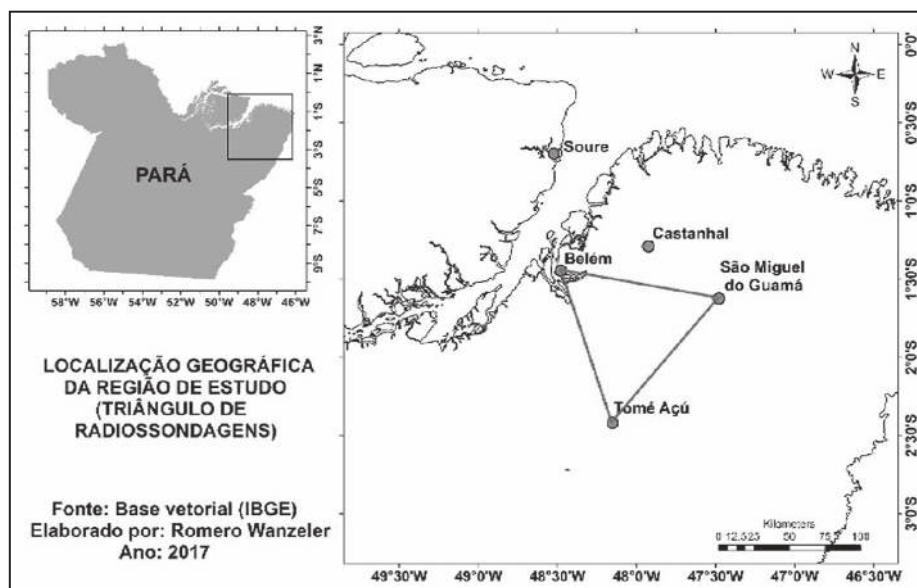 3°N
1°N
1°S
3°S
5°S
7°S
9°S
PARÁ
58°W
56°W
54°W
52°W
50°W
48°W
46°W
LOCALIZAÇÃO GEOGRÁFICA
DA REGIÃO DE ESTUDO
(TRIÂNGULO DE
RADIOSSONDAGENS)
Fonte: Base vetorial (IBGE)
Elaborado por: Romero Wanzeler
Ano: 2017
N
W E
S
Soure
Castanhal
Belém
São Miguel
do Guamá
Tomé Açú
0°0'
0°30'S
1°0'S
1°30'S
2°0'S
2°30'S
3°0'S
Kilometers
0 12,5 25 50 75 100
49°30'W
49°0'W
48°30'W
48°0'W
47°30'W
47°0'W
46°30'W